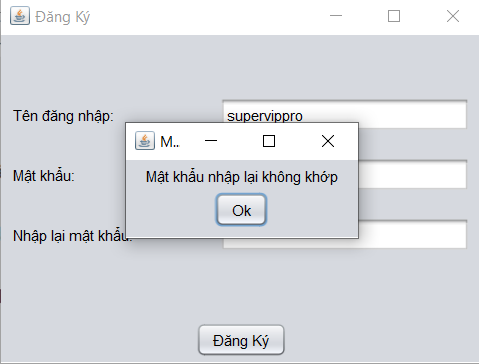 Đăng Ký
Tên đăng nhập:
supervippro
M..
Mật khẩu nhập lại không khớp
Mật khẩu:
Ok
Nhập lại mật khẩu:
Đăng Ký